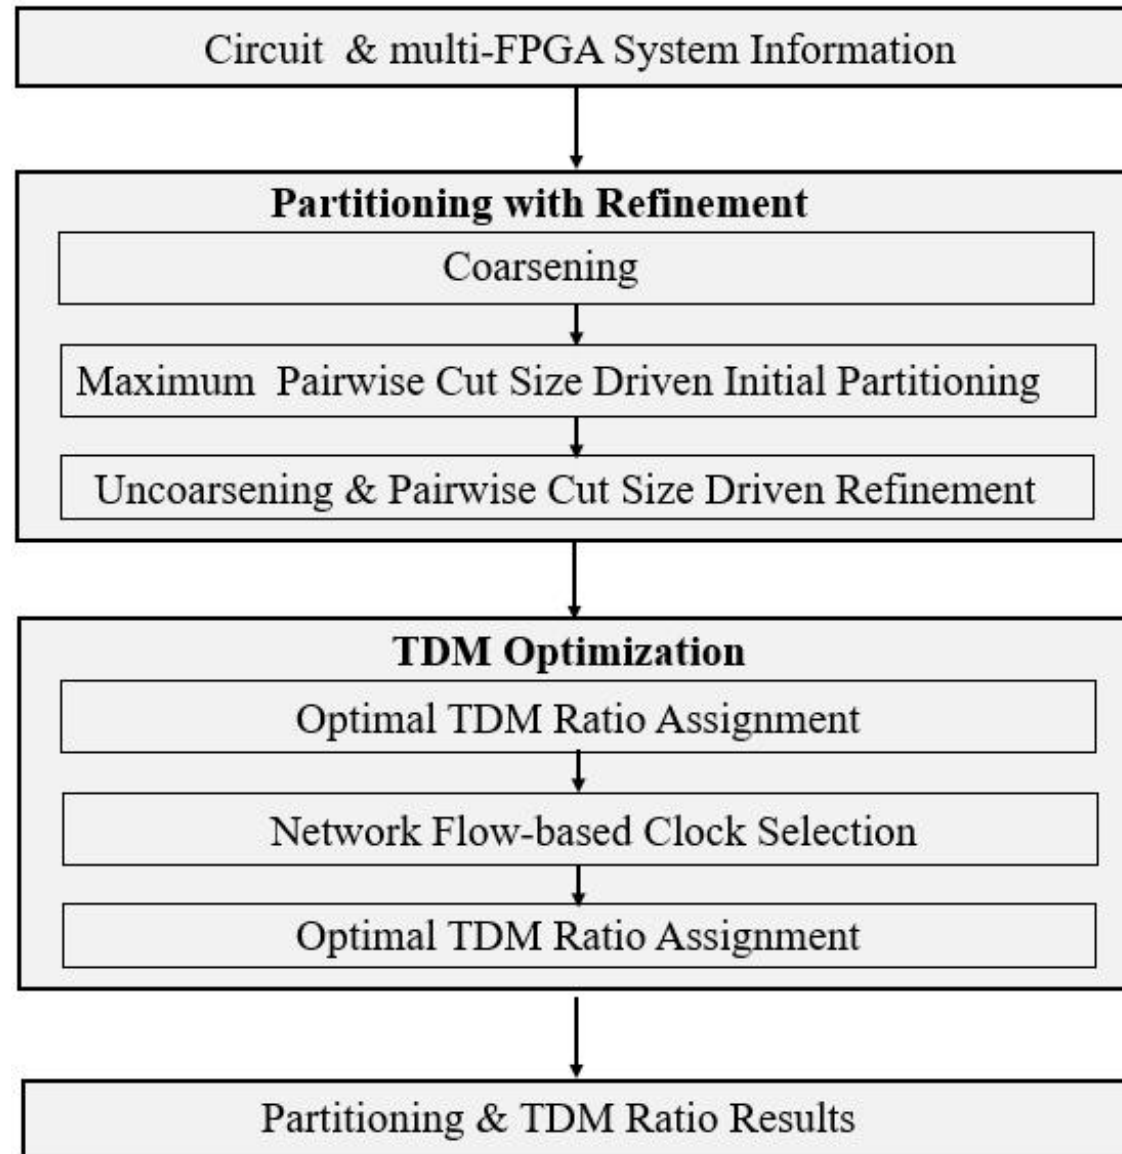 Circuit & multi-FPGA System Information
Partitioning with Refinement
Coarsening
Maximum Pairwise Cut Size Driven Initial Partitioning
Uncoarsening & Pairwise Cut Size Driven Refinement
TDM Optimization
Optimal TDM Ratio Assignment
Network Flow-based Clock Selection
Optimal TDM Ratio Assignment
Partitioning & TDM Ratio Results